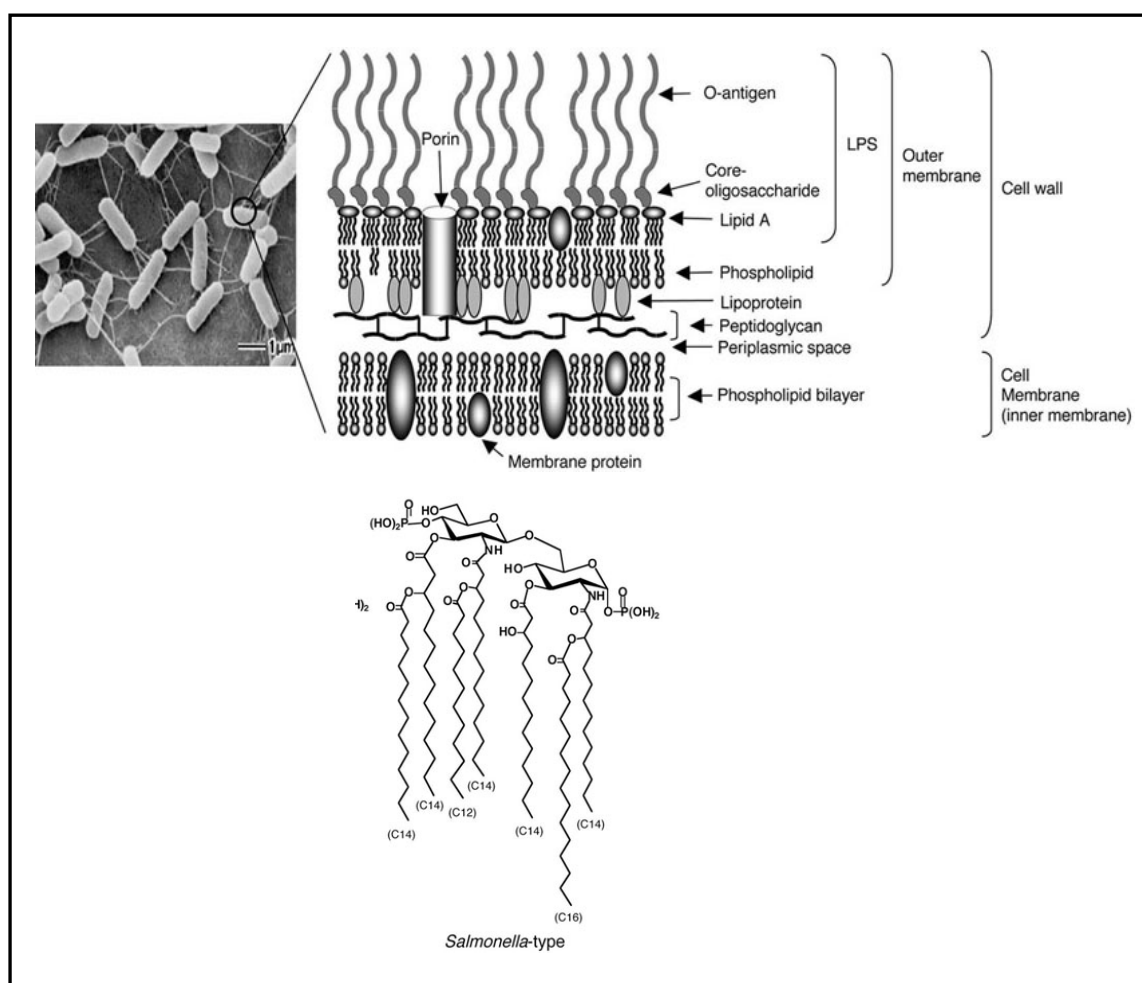 O-antigen
Porin
LPS
Outer
membrane
Core-
oligosaccharide
Cell wall
Lipid A
Phospholipid
Lipoprotein
Peptidoglycan
Periplasmic space
1μm
Phospholipid bilayer
Cell
Membrane
(inner membrane)
Membrane protein
O
(HO)₂P
O
HO
O
O
O
O
NH
O
O
O
HO
O
O
O
O
O
NH
O
O
P(OH)₂
)₂
O
O
O
HO
O
O
(C14)
(C14)
(C12)
(C14)
(C14)
(C14)
(C14)
(C16)
Salmonella-type